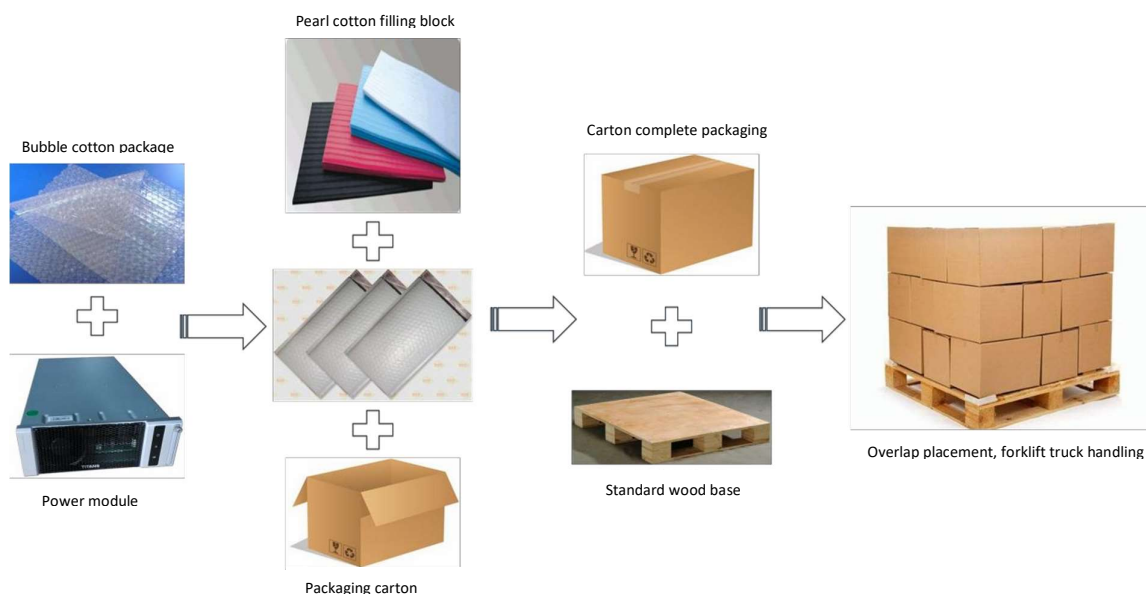 Pearl cotton filling block
Bubble cotton package
Carton complete packaging
Power module
Standard wood base
Overlap placement, forklift truck handling
Packaging carton